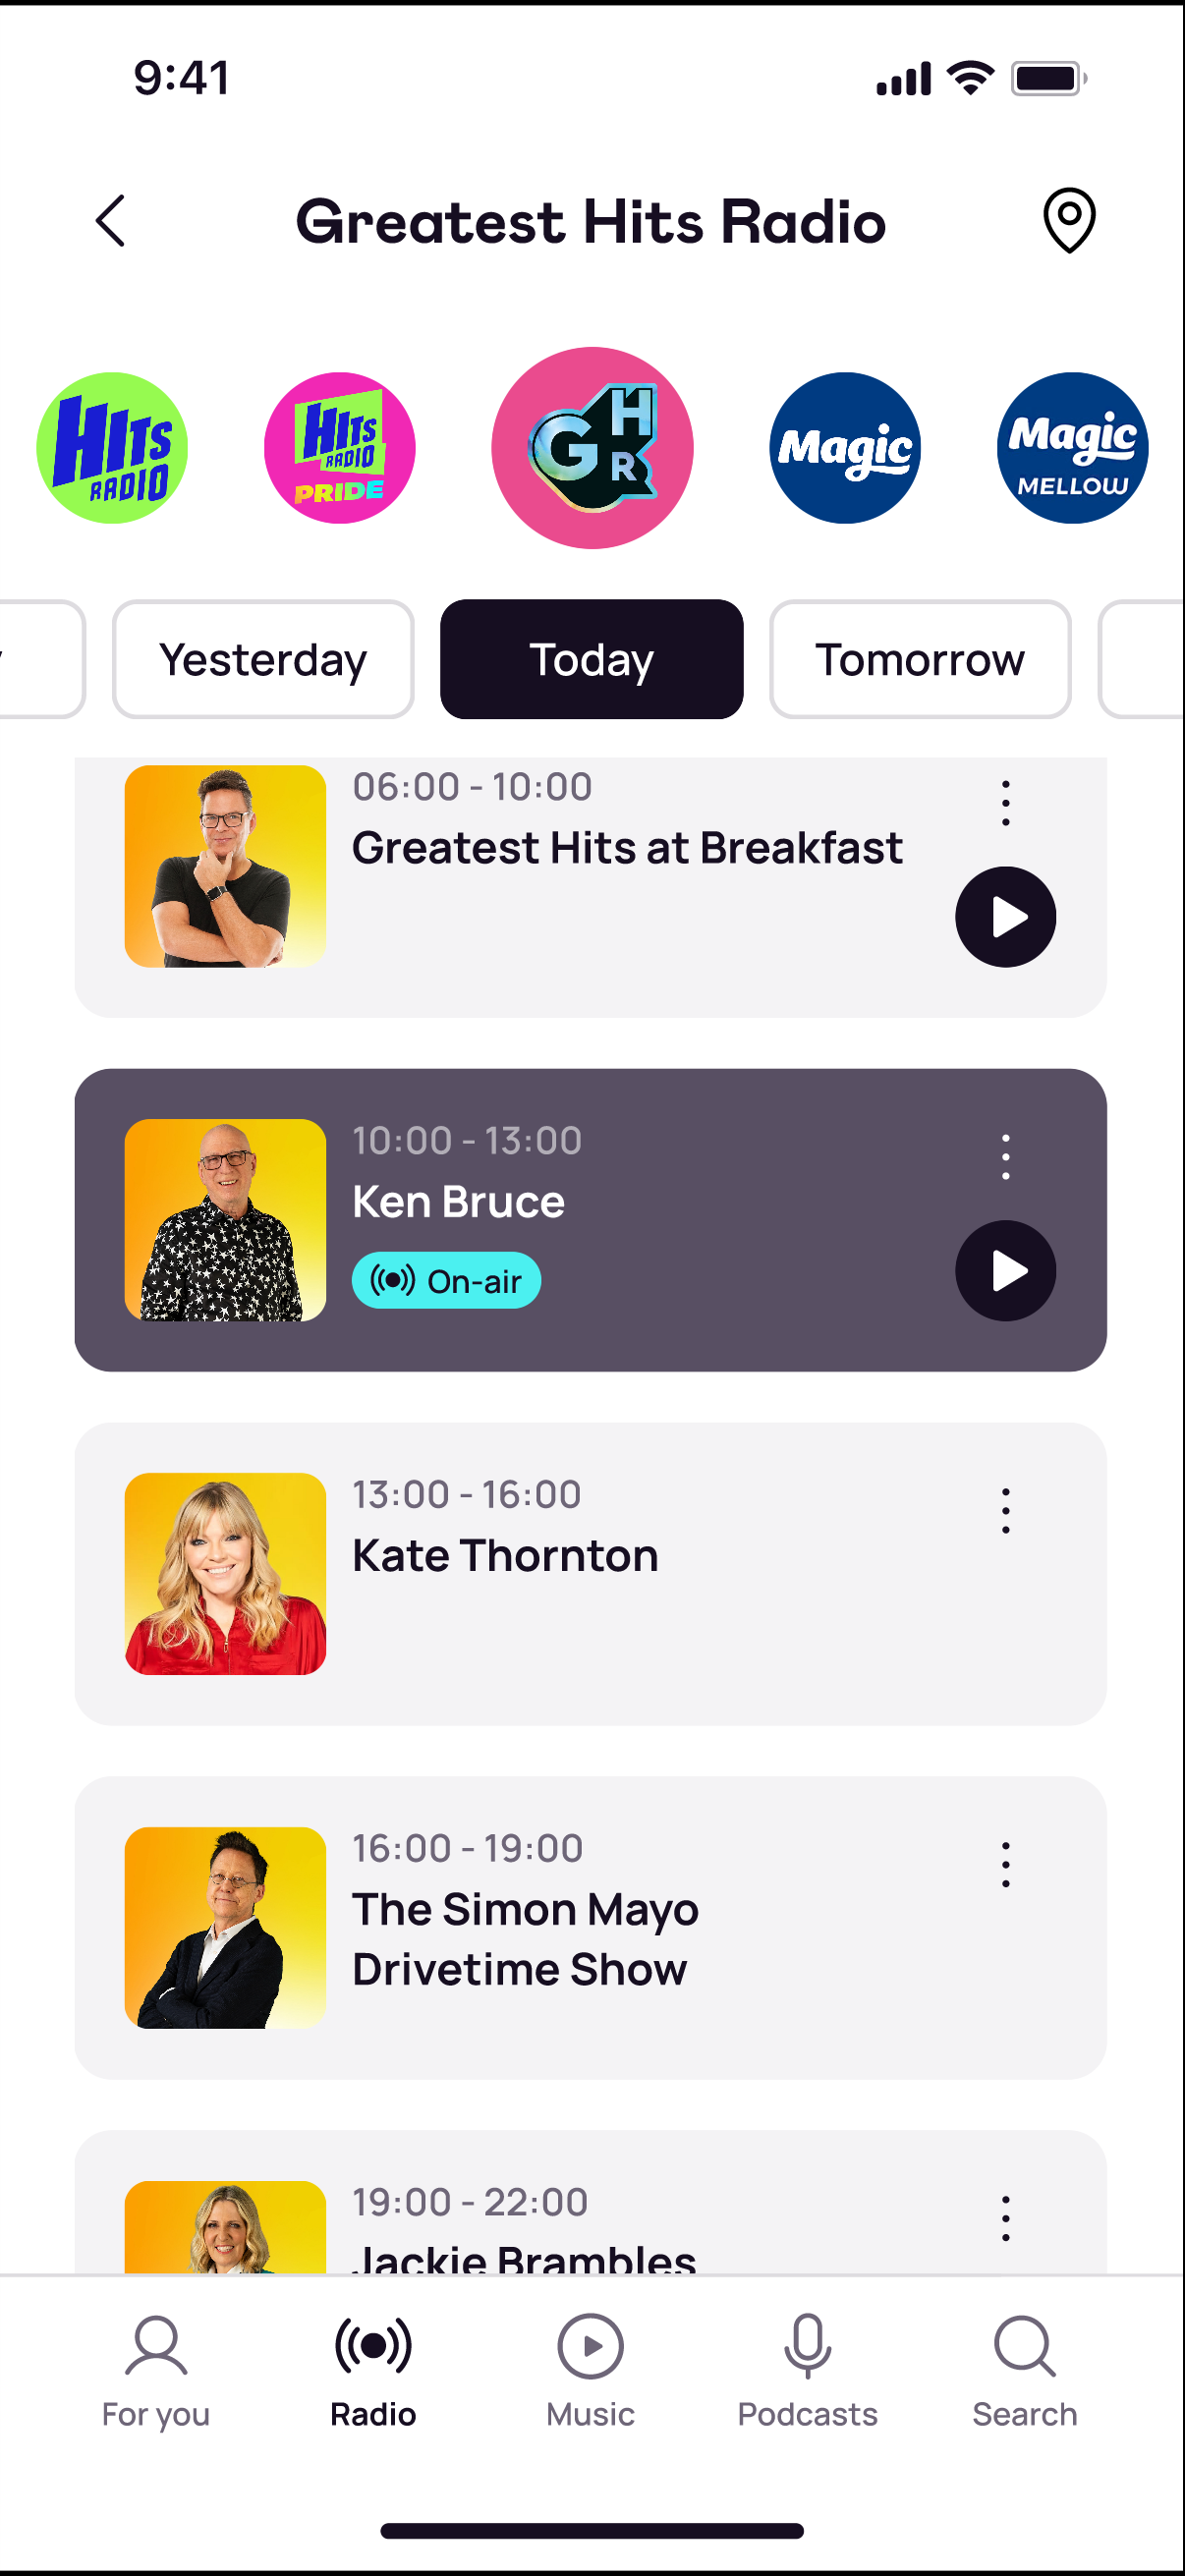 9:41
Greatest Hits Radio
HITS
RADIO
HITS
RADIO
PRIDE
G H
R
Magic
Magic
MELLOW
Yesterday
Today
Tomorrow
06:00 - 10:00
Greatest Hits at Breakfast
10:00 - 13:00
Ken Bruce
On-air
13:00 - 16:00
Kate Thornton
16:00 - 19:00
The Simon Mayo
Drivetime Show
19:00 - 22:00
Jackie Brambles
For you
Radio
Music
Podcasts
Search